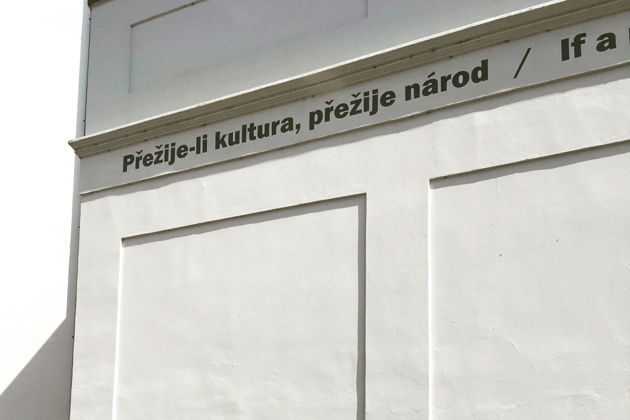 Přežije-li kultura, přežije národ / If a